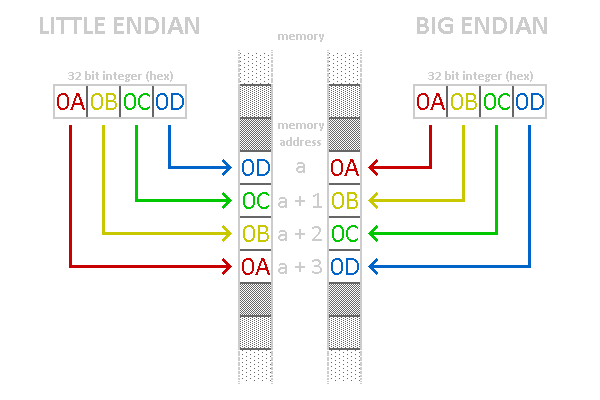 LITTLE ENDIAN
BIG ENDIAN
memory
32 bit integer (hex)
32 bit integer (hex)
0A 0B 0C 0D
0A 0B 0C 0D
memory
address
0D a 0A
0C a + 1 0B
0B a + 2 0C
0A a + 3 0D